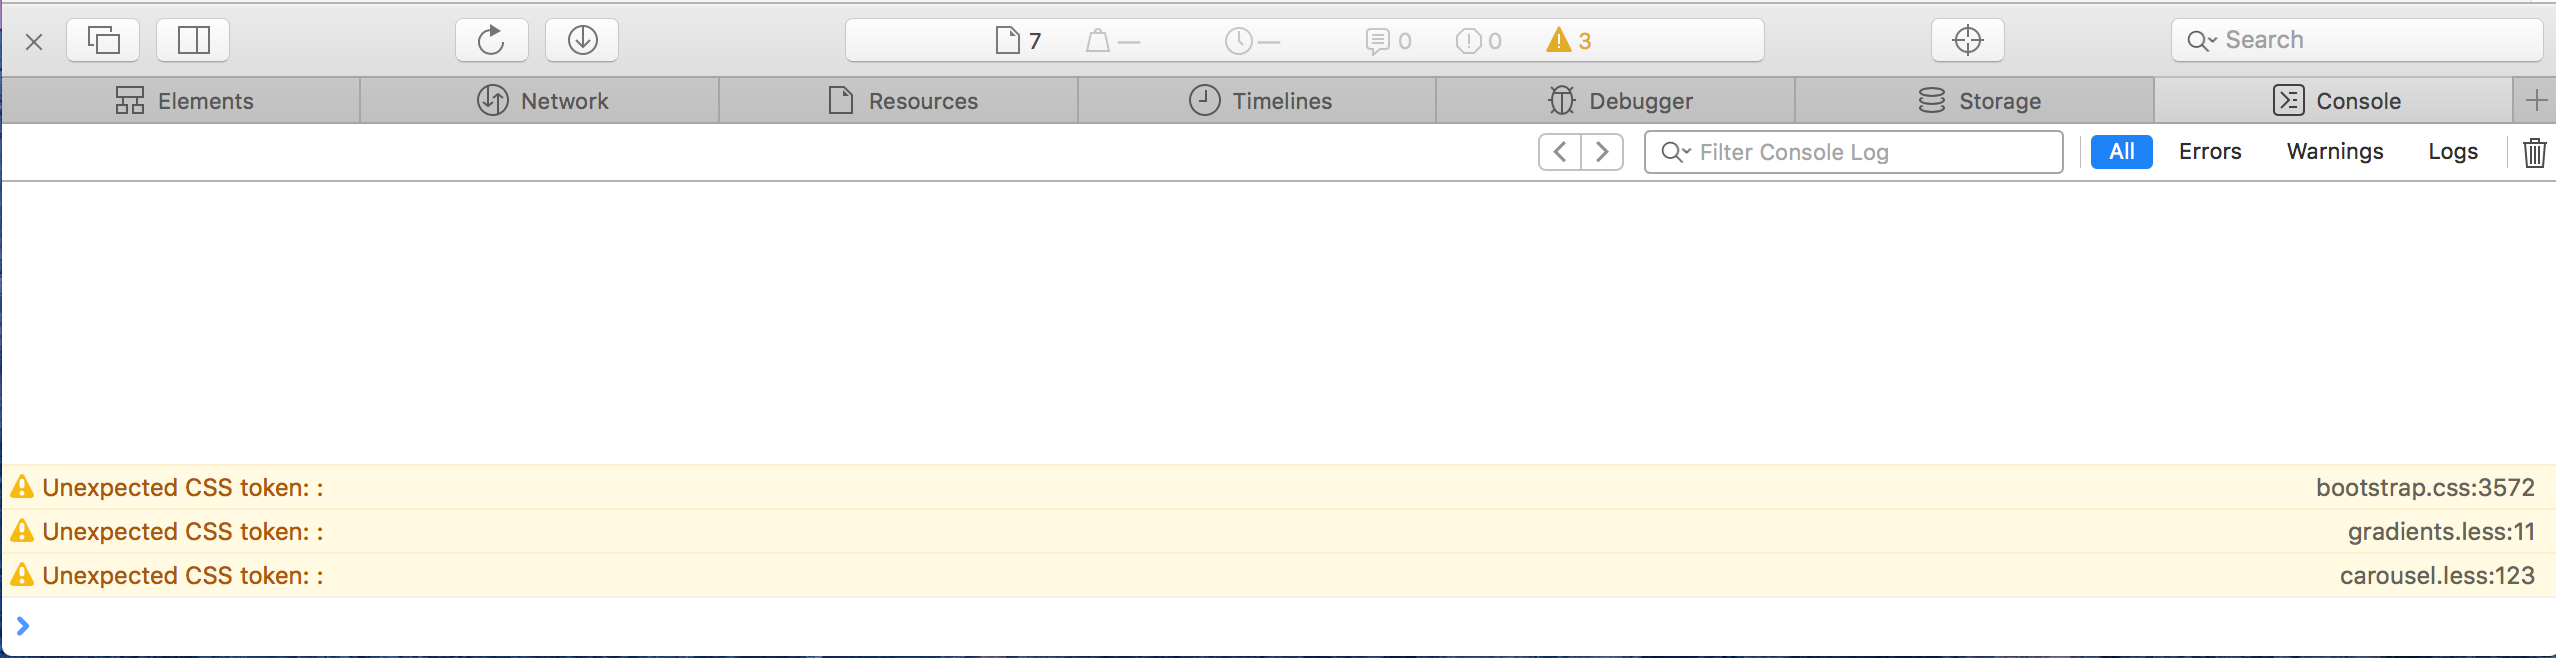 7 — — 0 0 3 Search
Elements Network Resources Timelines Debugger Storage Console
Filter Console Log All Errors Warnings Logs
Unexpected CSS token: : bootstrap.css:3572
Unexpected CSS token: : gradients.less:11
Unexpected CSS token: : carousel.less:123